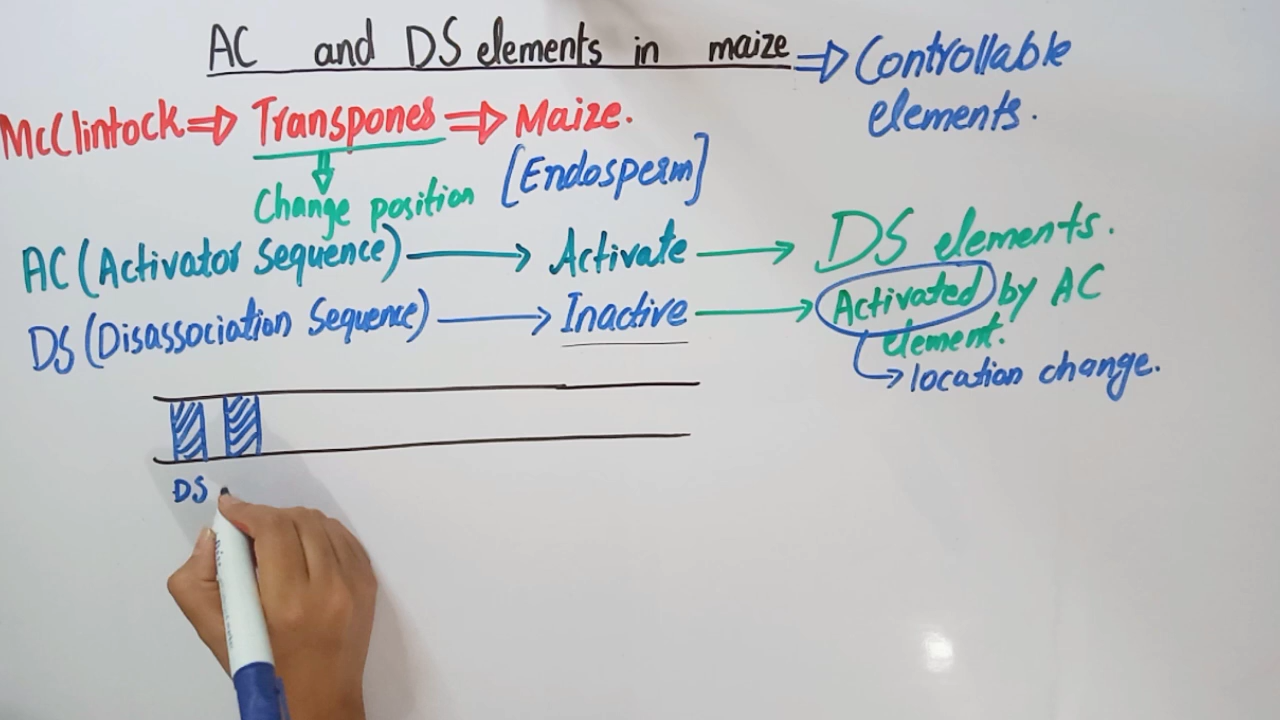 AC and DS elements in maize ⇒ Controllable
elements.
McClintock ⇒ Transpones ⇒ Maize.
[Endosperm]
Change position
AC (Activator Sequence) → Activate → DS elements.
DS (Disassociation Sequence) → Inactive → Activated by AC
element.
→ location change.
DS